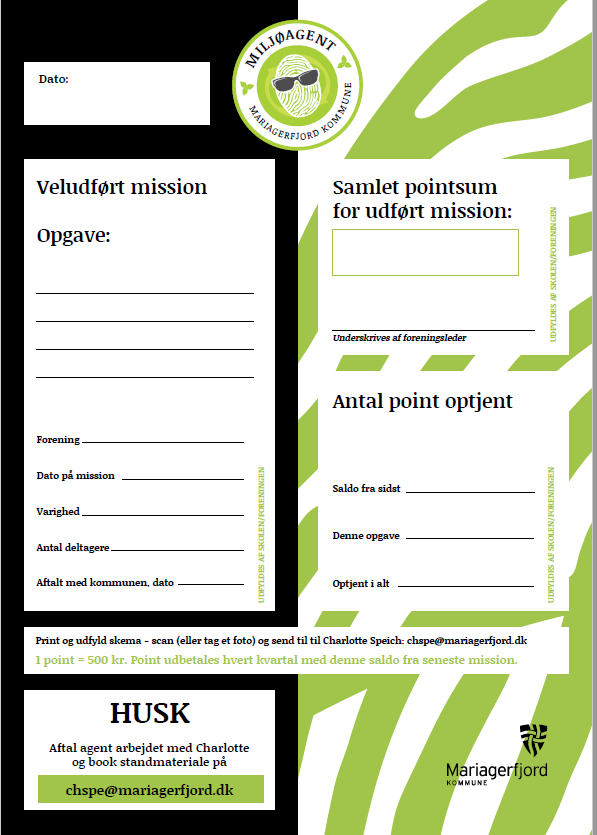 Dato:
MILJØAGENT
MARIAGERFJORD KOMMUNE
Veludført mission
Opgave:
Forening
Dato på mission
Varighed
Antal deltagere
Aftalt med kommunen, dato
UDFYLDES AF SKOLEN/FORENINGEN
Samlet pointsum
for udført mission:
Underskrives af foreningsleder
UDFYLDES AF SKOLEN/FORENINGEN
Antal point optjent
Saldo fra sidst
Denne opgave
Optjent i alt
UDFYLDES AF SKOLEN/FORENINGEN
Print og udfyld skema – scan (eller tag et foto) og send til til Charlotte Speich: chspe@mariagerfjord.dk
1 point = 500 kr. Point udbetales hvert kvartal med denne saldo fra seneste mission.
HUSK
Aftal agent arbejdet med Charlotte
og book standmateriale på
chspe@mariagerfjord.dk
Mariagerfjord
KOMMUNE